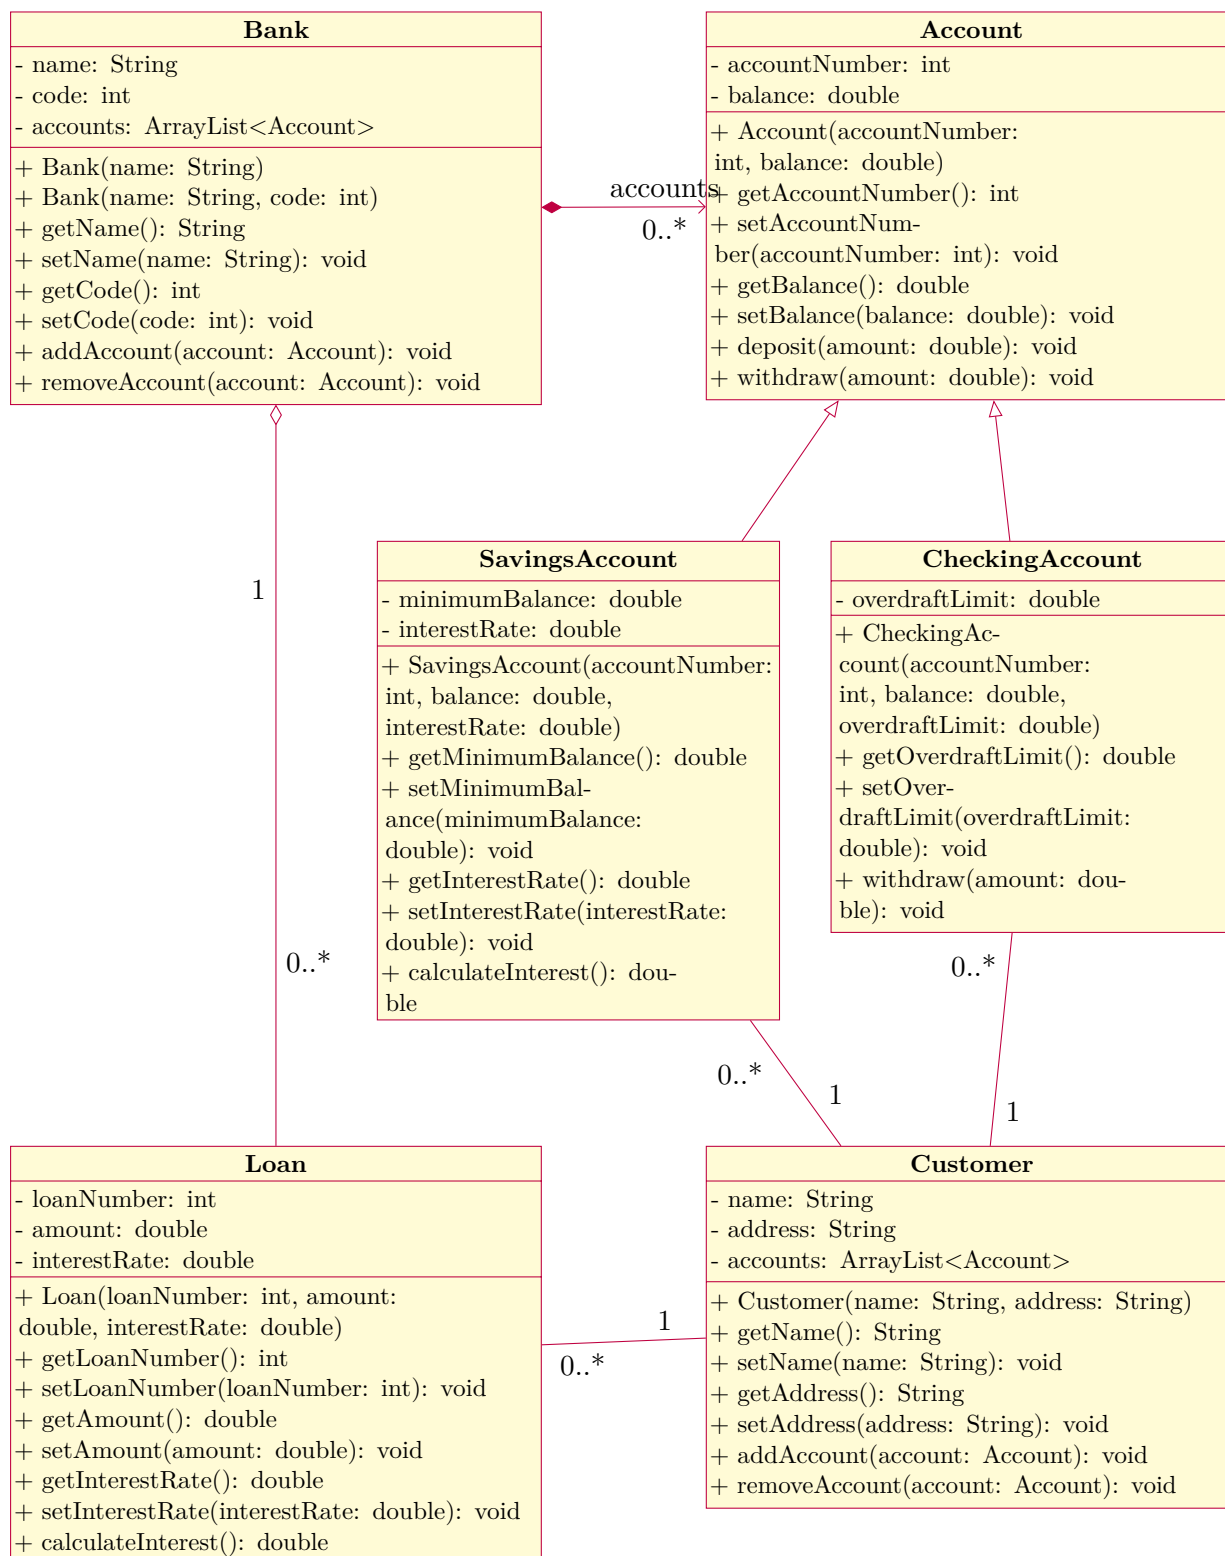 Bank
- name: String
- code: int
- accounts: ArrayList<Account>
+ Bank(name: String)
+ Bank(name: String, code: int)
+ getName(): String
+ setName(name: String): void
+ getCode(): int
+ setCode(code: int): void
+ addAccount(account: Account): void
+ removeAccount(account: Account): void
accounts
0..*
Account
- accountNumber: int
- balance: double
+ Account(accountNumber:
int, balance: double)
+ getAccountNumber(): int
+ setAccountNum-
ber(accountNumber: int): void
+ getBalance(): double
+ setBalance(balance: double): void
+ deposit(amount: double): void
+ withdraw(amount: double): void
1
0..*
SavingsAccount
- minimumBalance: double
- interestRate: double
+ SavingsAccount(accountNumber:
int, balance: double,
interestRate: double)
+ getMinimumBalance(): double
+ setMinimumBal-
ance(minimumBalance:
double): void
+ getInterestRate(): double
+ setInterestRate(interestRate:
double): void
+ calculateInterest(): dou-
ble
CheckingAccount
- overdraftLimit: double
+ CheckingAc-
count(accountNumber:
int, balance: double,
overdraftLimit: double)
+ getOverdraftLimit(): double
+ setOver-
draftLimit(overdraftLimit:
double): void
+ withdraw(amount: dou-
ble): void
0..*
1
0..*
1
Loan
- loanNumber: int
- amount: double
- interestRate: double
+ Loan(loanNumber: int, amount:
double, interestRate: double)
+ getLoanNumber(): int
+ setLoanNumber(loanNumber: int): void
+ getAmount(): double
+ setAmount(amount: double): void
+ getInterestRate(): double
+ setInterestRate(interestRate: double): void
+ calculateInterest(): double
1
0..*
Customer
- name: String
- address: String
- accounts: ArrayList<Account>
+ Customer(name: String, address: String)
+ getName(): String
+ setName(name: String): void
+ getAddress(): String
+ setAddress(address: String): void
+ addAccount(account: Account): void
+ removeAccount(account: Account): void